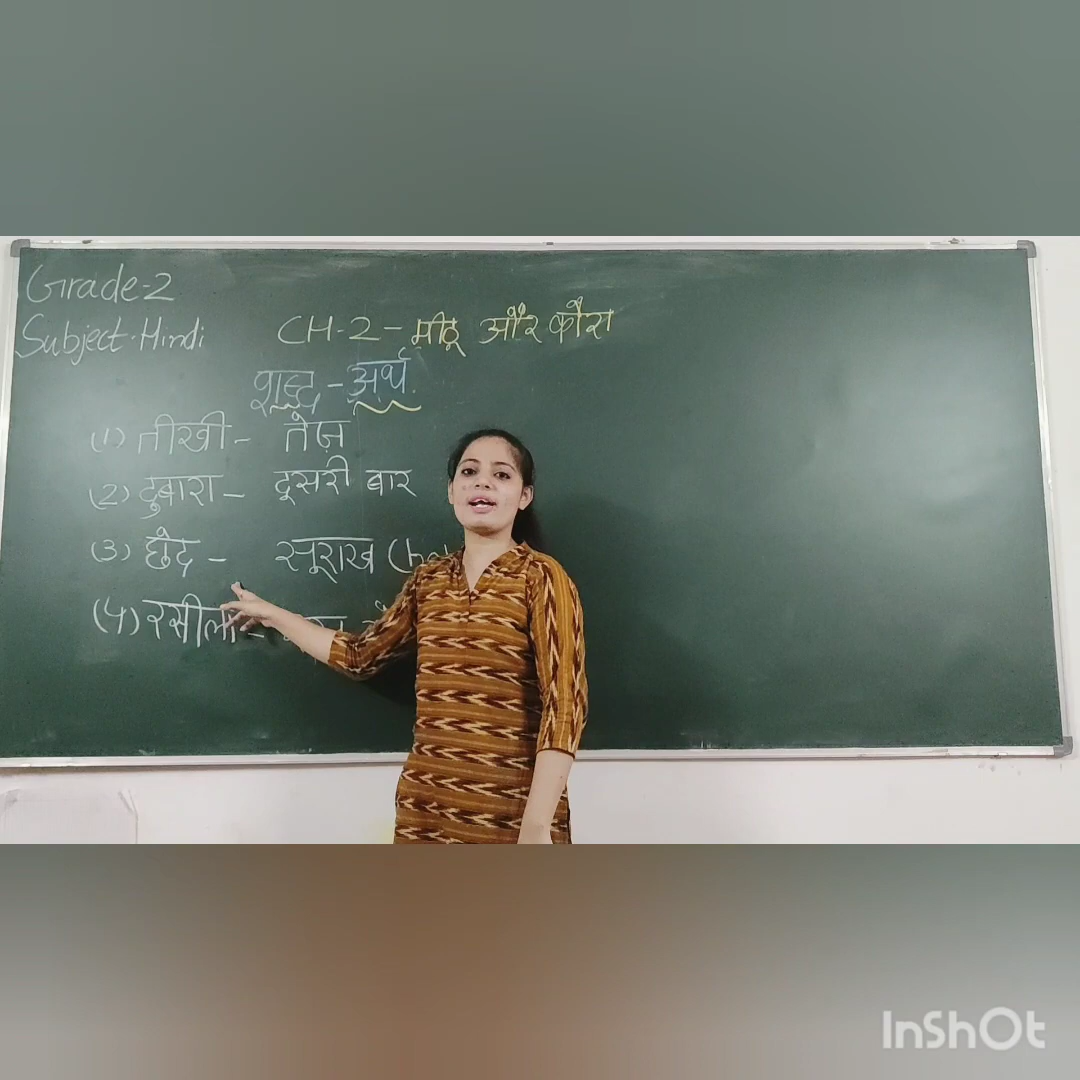 Grade-2
Subject-Hindi
CH-2- मीठू और कौरा
शब्द - अर्थ
(1) तीखी - तेज़
(2) दुबारा - दूसरी बार
(3) छेद - सूराख
(4) रसीला -
InShOt